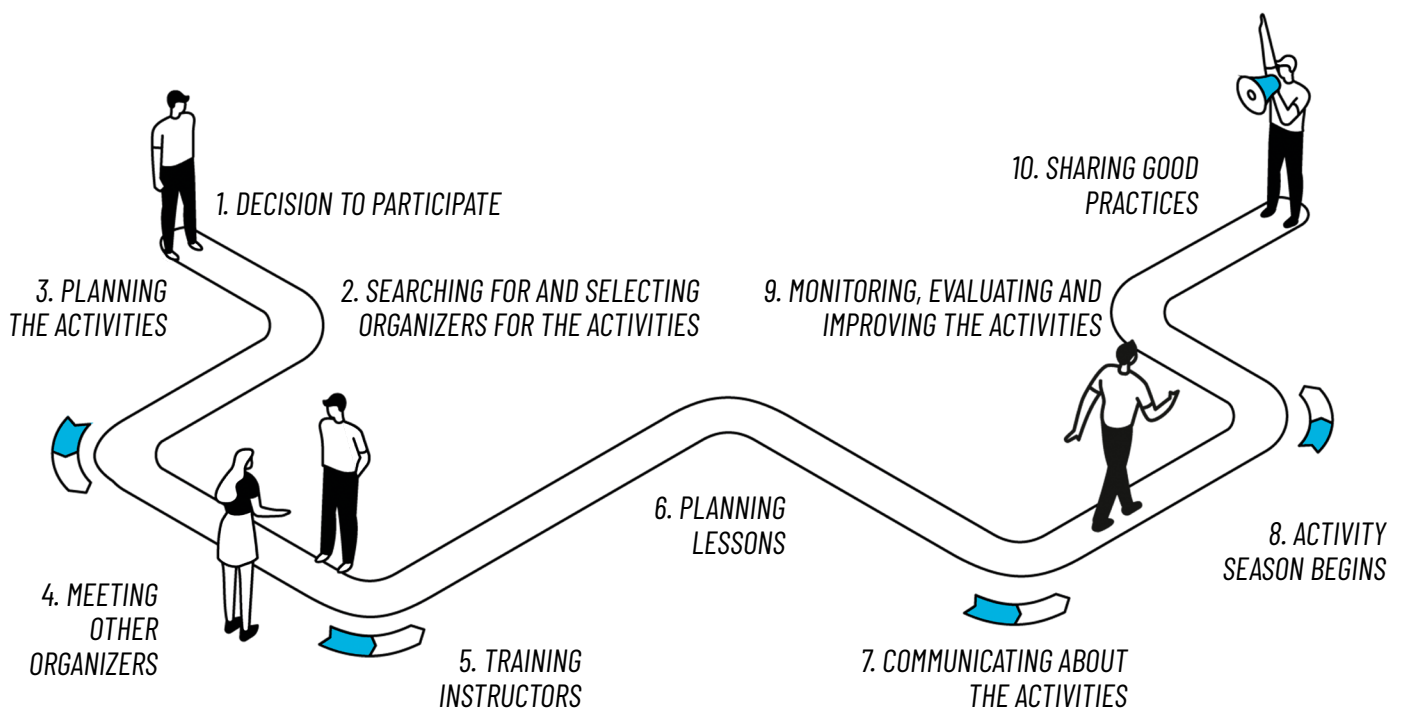 1. DECISION TO PARTICIPATE
2. SEARCHING FOR AND SELECTING
ORGANIZERS FOR THE ACTIVITIES
3. PLANNING
THE ACTIVITIES
4. MEETING
OTHER
ORGANIZERS
5. TRAINING
INSTRUCTORS
6. PLANNING
LESSONS
7. COMMUNICATING ABOUT
THE ACTIVITIES
8. ACTIVITY
SEASON BEGINS
9. MONITORING, EVALUATING AND
IMPROVING THE ACTIVITIES
10. SHARING GOOD
PRACTICES